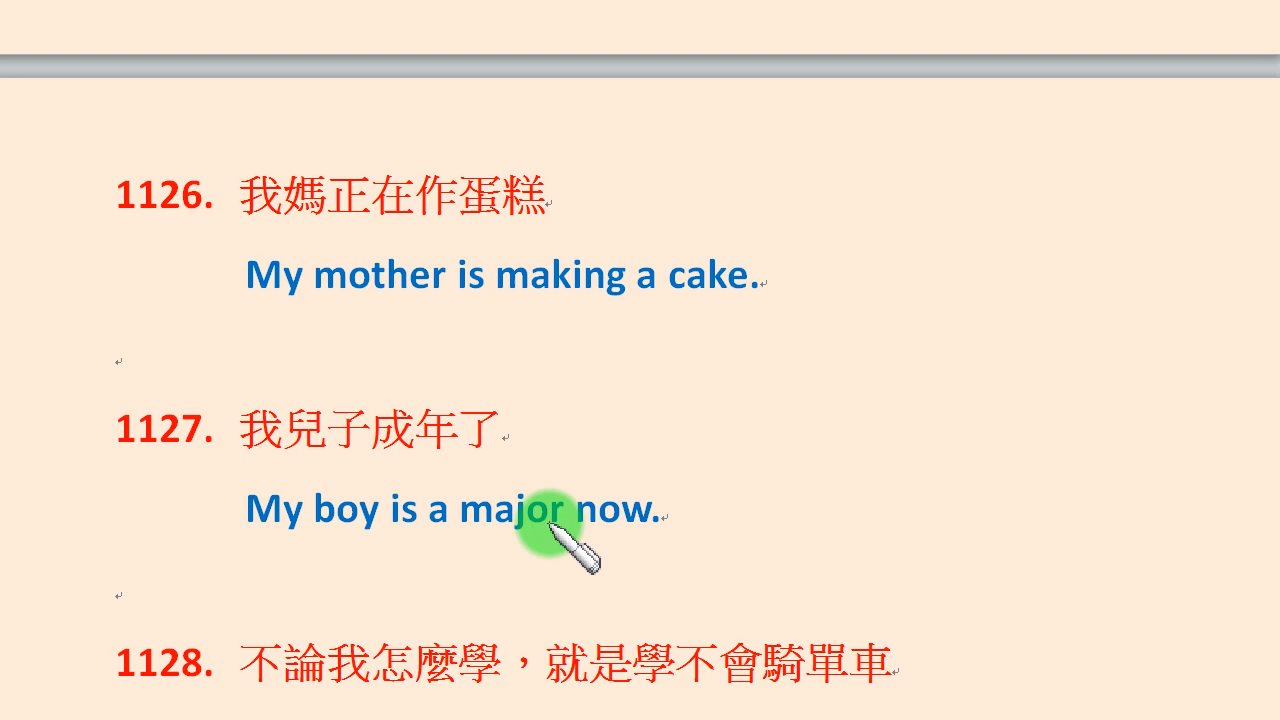 1126. 我媽正在作蛋糕
My mother is making a cake.
1127. 我兒子成年了
My boy is a major now.
1128. 不論我怎麼學，就是學不會騎單車